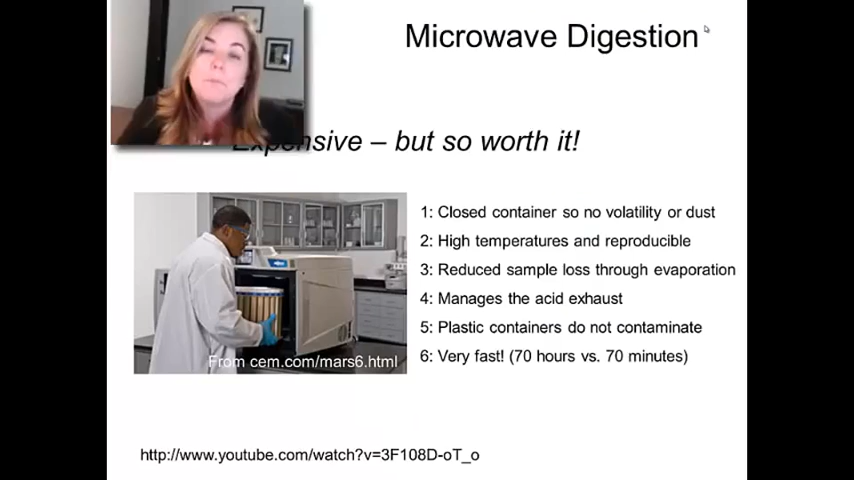 Microwave Digestion
Expensive – but so worth it!
1: Closed container so no volatility or dust
2: High temperatures and reproducible
3: Reduced sample loss through evaporation
4: Manages the acid exhaust
5: Plastic containers do not contaminate
6: Very fast! (70 hours vs. 70 minutes)
From cem.com/mars6.html
http://www.youtube.com/watch?v=3F108D-oT_o